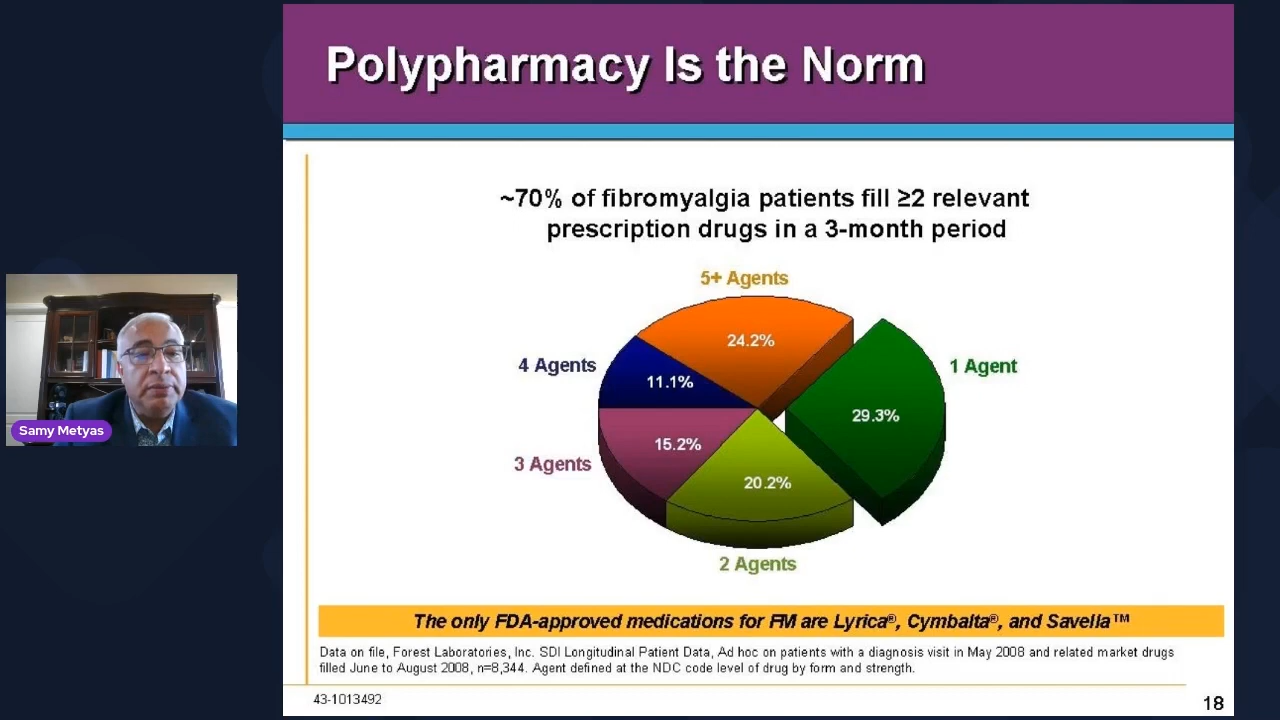 Polypharmacy Is the Norm
~70% of fibromyalgia patients fill ≥2 relevant
prescription drugs in a 3-month period
5+ Agents
24.2%
4 Agents
11.1%
1 Agent
29.3%
3 Agents
15.2%
20.2%
2 Agents
Samy Metyas
The only FDA-approved medications for FM are Lyrica®, Cymbalta®, and Savella™
Data on file, Forest Laboratories, Inc. SDI Longitudinal Patient Data, Ad hoc on patients with a diagnosis visit in May 2008 and related market drugs
filled June to August 2008, n=8,344. Agent defined at the NDC code level of drug by form and strength.
43-1013492
18